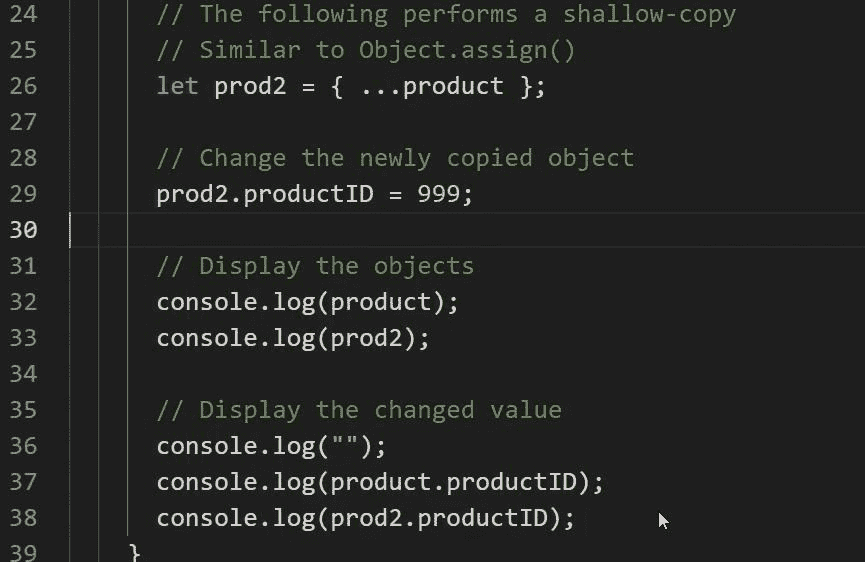 24 // The following performs a shallow-copy
25 // Similar to Object.assign()
26 let prod2 = { ...product };
27
28 // Change the newly copied object
29 prod2.productID = 999;
30
31 // Display the objects
32 console.log(product);
33 console.log(prod2);
34
35 // Display the changed value
36 console.log("");
37 console.log(product.productID);
38 console.log(prod2.productID);
39 }